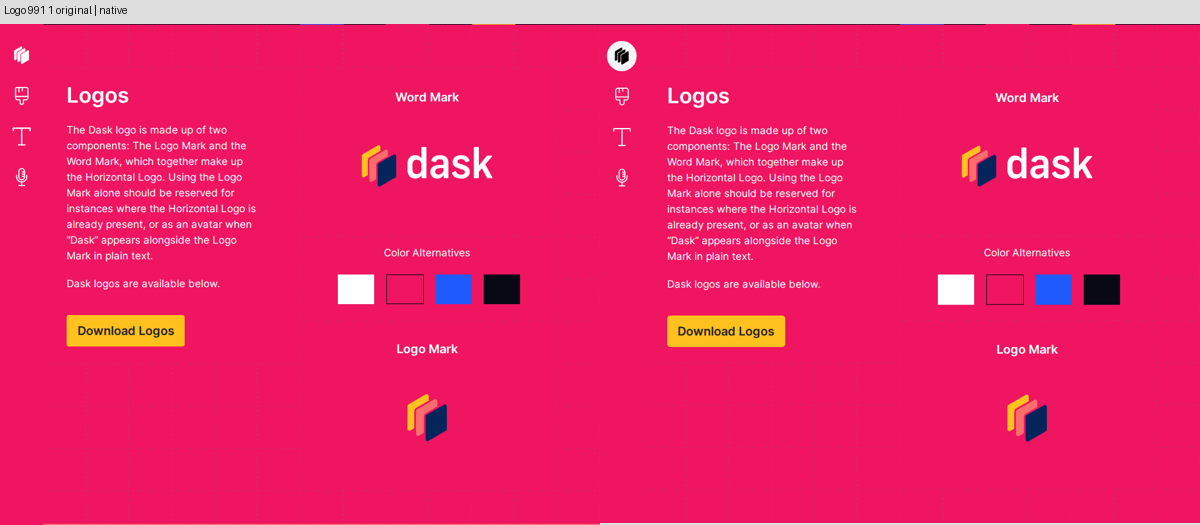 Logo991 1 original | native
Logos
The Dask logo is made up of two
components: The Logo Mark and the
Word Mark, which together make up
the Horizontal Logo. Using the Logo
Mark alone should be reserved for
instances where the Horizontal Logo is
already present, or as an avatar when
“Dask” appears alongside the Logo
Mark in plain text.
Dask logos are available below.
Download Logos
Word Mark
dask
Color Alternatives
Logo Mark
Logos
The Dask logo is made up of two
components: The Logo Mark and the
Word Mark, which together make up
the Horizontal Logo. Using the Logo
Mark alone should be reserved for
instances where the Horizontal Logo is
already present, or as an avatar when
“Dask” appears alongside the Logo
Mark in plain text.
Dask logos are available below.
Download Logos
Word Mark
dask
Color Alternatives
Logo Mark